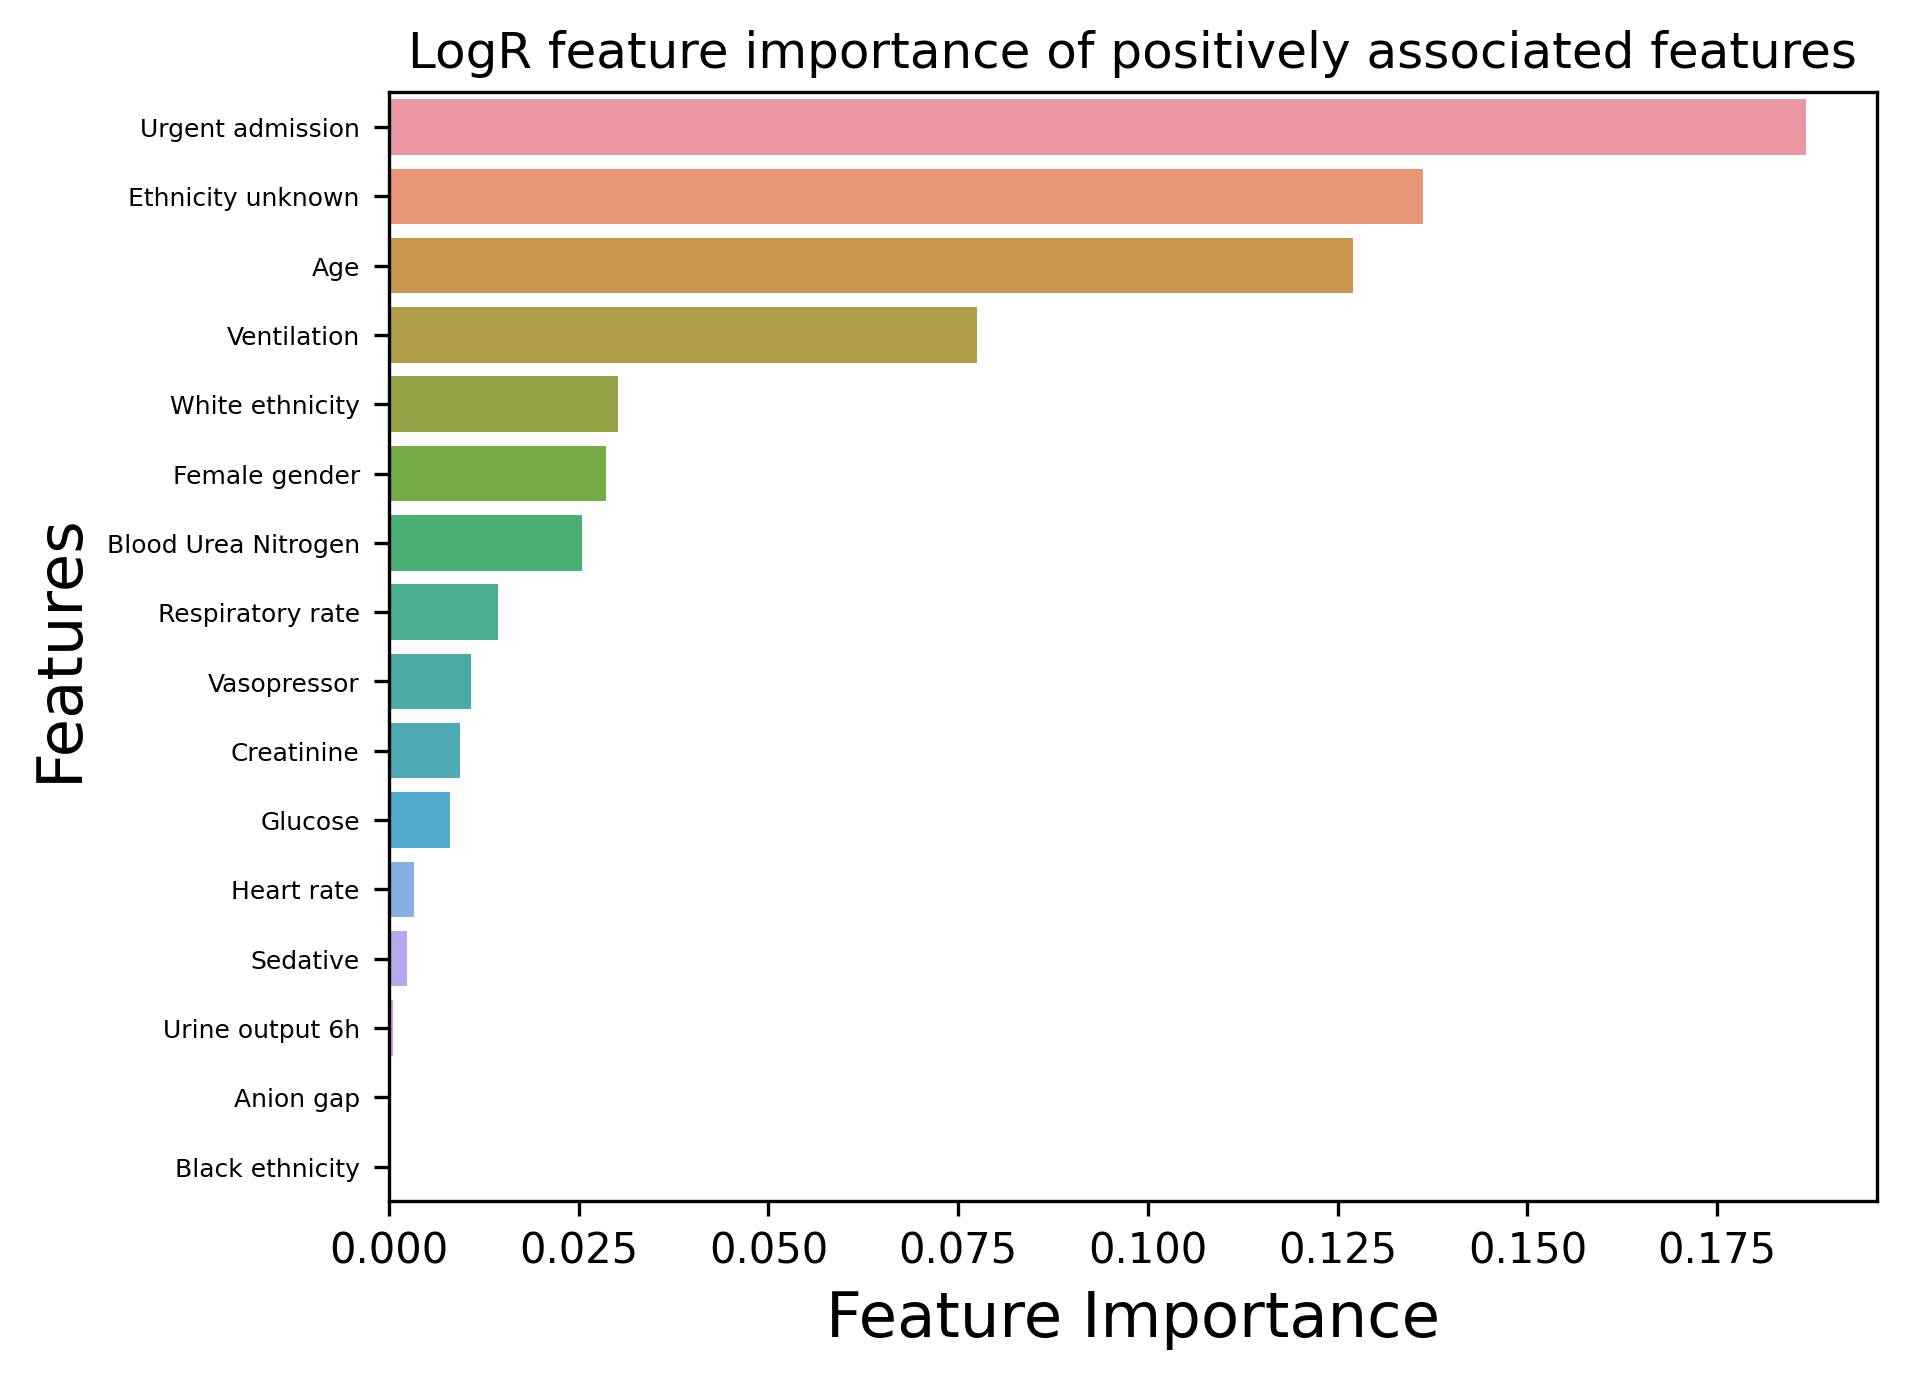 LogR feature importance of positively associated features
Urgent admission
Ethnicity unknown
Age
Ventilation
White ethnicity
Female gender
Blood Urea Nitrogen
Respiratory rate
Vasopressor
Creatinine
Glucose
Heart rate
Sedative
Urine output 6h
Anion gap
Black ethnicity
Features
0.000 0.025 0.050 0.075 0.100 0.125 0.150 0.175
Feature Importance